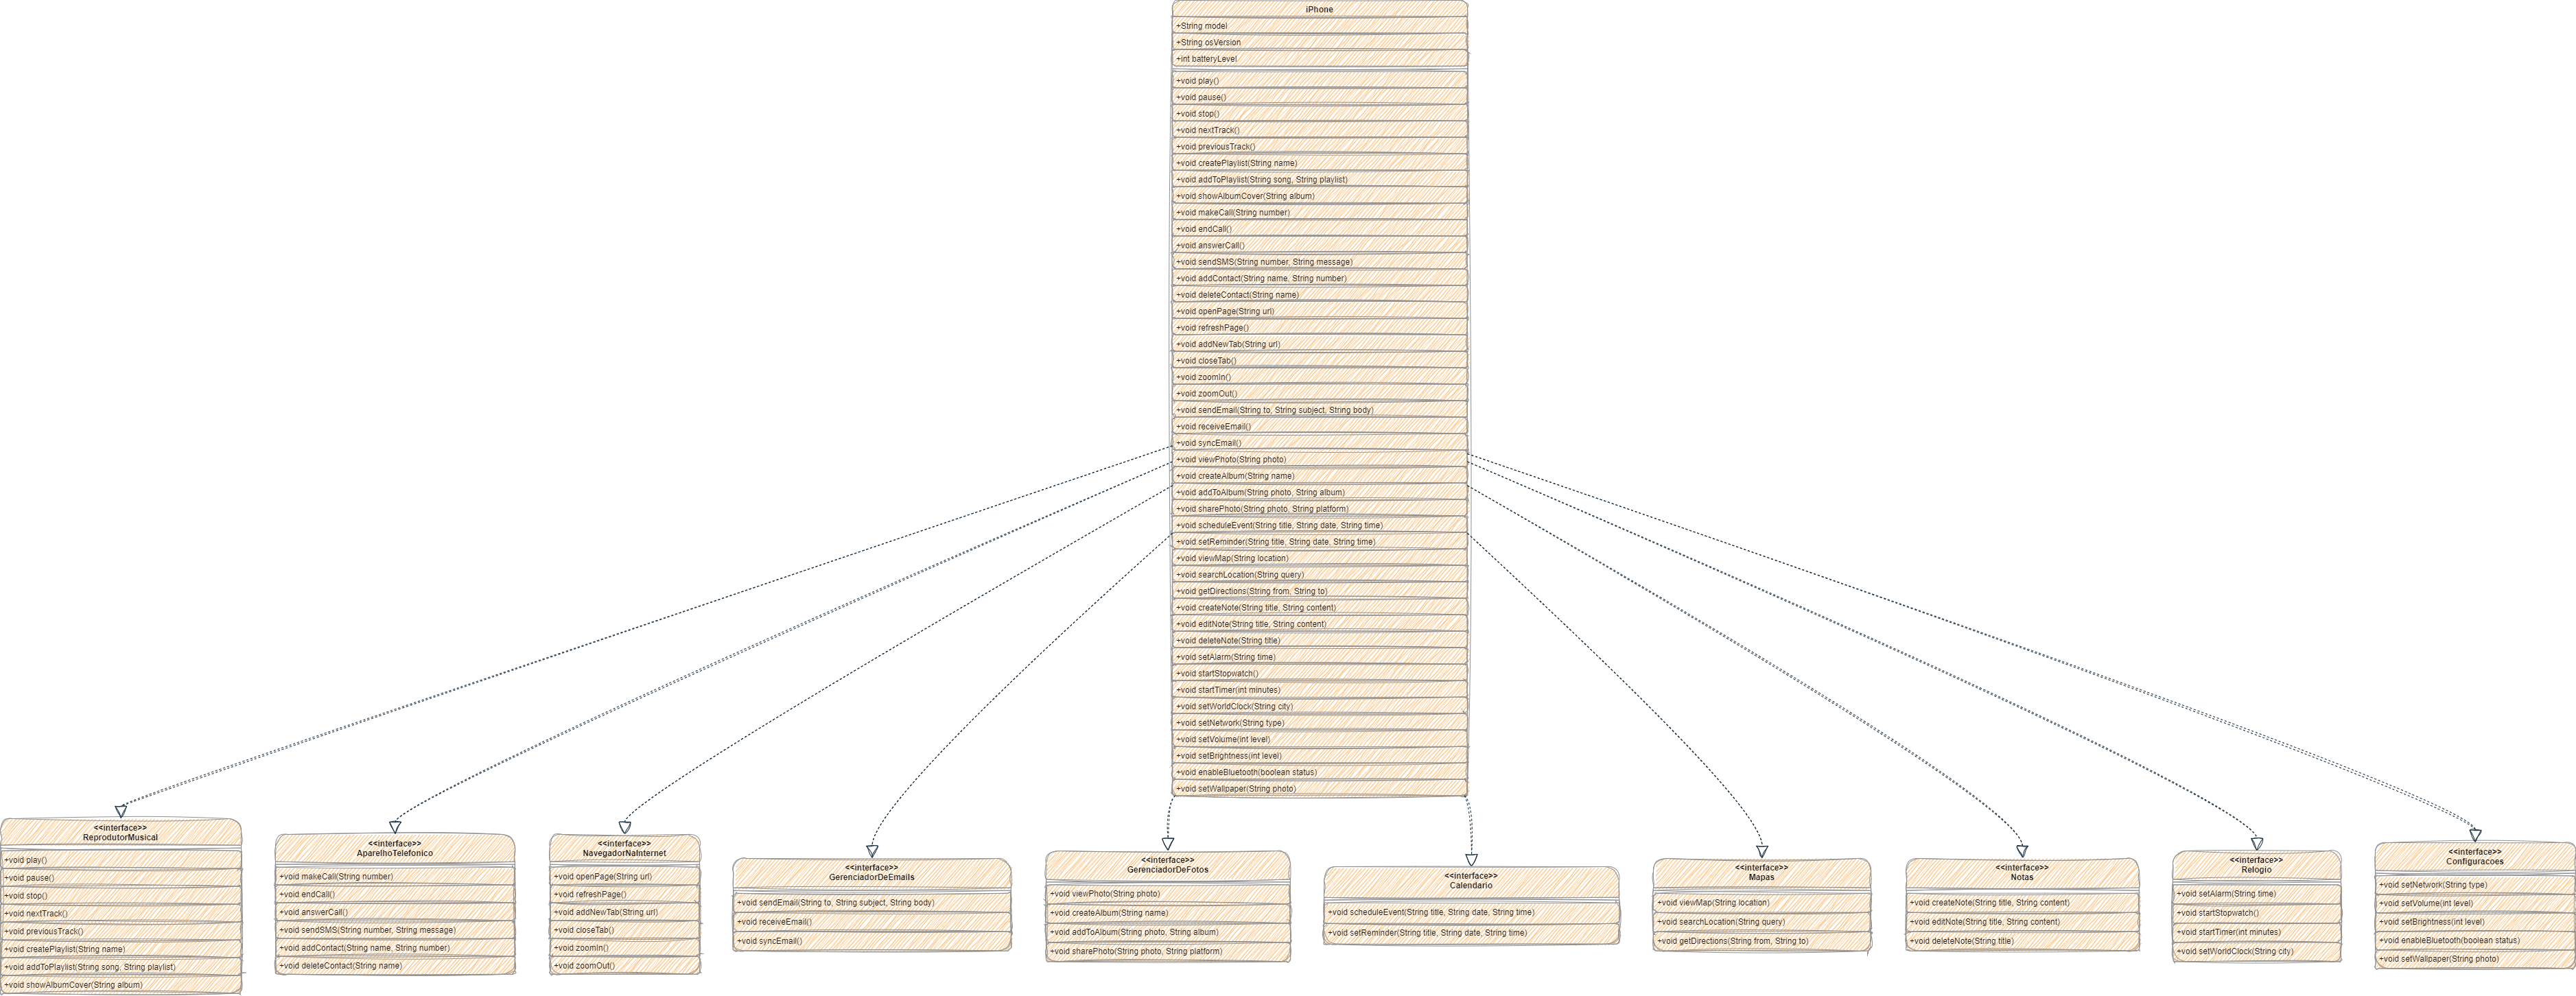 iPhone
+String model
+String osVersion
+int batteryLevel
+void play()
+void pause()
+void stop()
+void nextTrack()
+void previousTrack()
+void createPlaylist(String name)
+void addToPlaylist(String song, String playlist)
+void showAlbumCover(String album)
+void makeCall(String number)
+void endCall()
+void answerCall()
+void sendSMS(String number, String message)
+void addContact(String name, String number)
+void deleteContact(String name)
+void openPage(String url)
+void refreshPage()
+void addNewTab(String url)
+void closeTab()
+void zoomIn()
+void zoomOut()
+void sendEmail(String to, String subject, String body)
+void receiveEmail()
+void syncEmail()
+void viewPhoto(String photo)
+void createAlbum(String name)
+void addToAlbum(String photo, String album)
+void sharePhoto(String photo, String platform)
+void scheduleEvent(String title, String date, String time)
+void setReminder(String title, String date, String time)
+void viewMap(String location)
+void searchLocation(String query)
+void getDirections(String from, String to)
+void createNote(String title, String content)
+void editNote(String title, String content)
+void deleteNote(String title)
+void setAlarm(String time)
+void startStopwatch()
+void startTimer(int minutes)
+void setWorldClock(String city)
+void setNetwork(String type)
+void setVolume(int level)
+void setBrightness(int level)
+void enableBluetooth(boolean status)
+void setWallpaper(String photo)
<<interface>>
ReprodutorMusical
+void play()
+void pause()
+void stop()
+void nextTrack()
+void previousTrack()
+void createPlaylist(String name)
+void addToPlaylist(String song, String playlist)
+void showAlbumCover(String album)
<<interface>>
AparelhoTelefonico
+void makeCall(String number)
+void endCall()
+void answerCall()
+void sendSMS(String number, String message)
+void addContact(String name, String number)
+void deleteContact(String name)
<<interface>>
NavegadorNaInternet
+void openPage(String url)
+void refreshPage()
+void addNewTab(String url)
+void closeTab()
+void zoomIn()
+void zoomOut()
<<interface>>
GerenciadorDeEmails
+void sendEmail(String to, String subject, String body)
+void receiveEmail()
+void syncEmail()
<<interface>>
GerenciadorDeFotos
+void viewPhoto(String photo)
+void createAlbum(String name)
+void addToAlbum(String photo, String album)
+void sharePhoto(String photo, String platform)
<<interface>>
Calendario
+void scheduleEvent(String title, String date, String time)
+void setReminder(String title, String date, String time)
<<interface>>
Mapas
+void viewMap(String location)
+void searchLocation(String query)
+void getDirections(String from, String to)
<<interface>>
Notas
+void createNote(String title, String content)
+void editNote(String title, String content)
+void deleteNote(String title)
<<interface>>
Relogio
+void setAlarm(String time)
+void startStopwatch()
+void startTimer(int minutes)
+void setWorldClock(String city)
<<interface>>
Configuracoes
+void setNetwork(String type)
+void setVolume(int level)
+void setBrightness(int level)
+void enableBluetooth(boolean status)
+void setWallpaper(String photo)